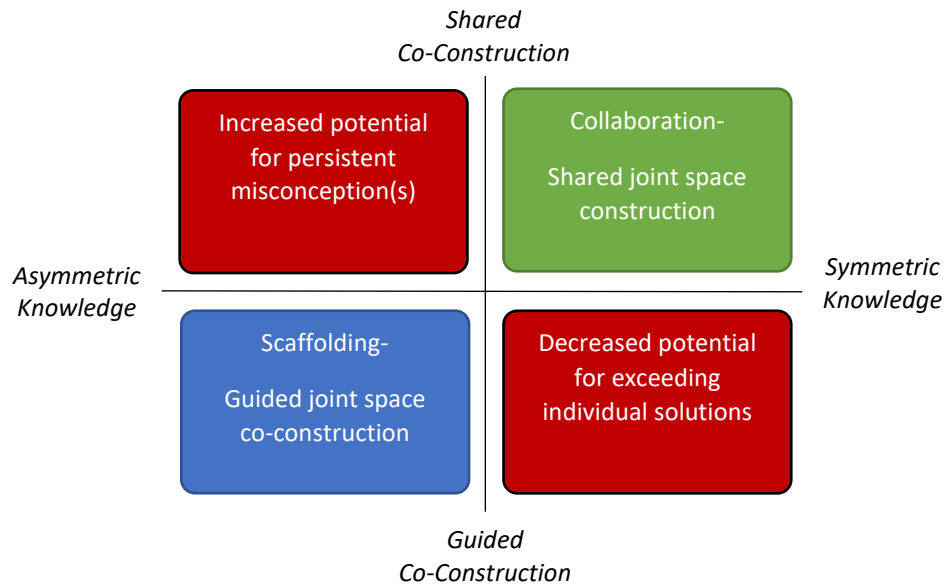 Shared
Co-Construction
Increased potential
for persistent
misconception(s)
Collaboration-
Shared joint space
construction
Asymmetric
Knowledge
Symmetric
Knowledge
Scaffolding-
Guided joint space
co-construction
Decreased potential
for exceeding
individual solutions
Guided
Co-Construction